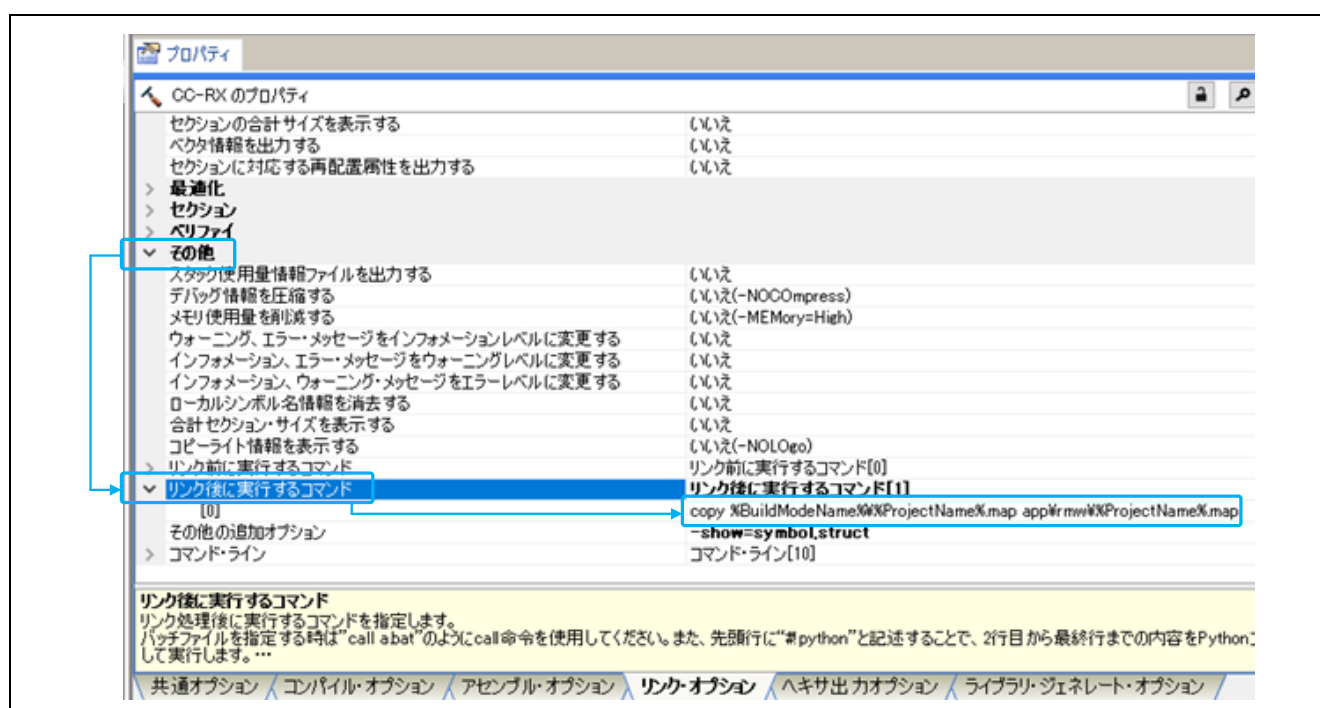 プロパティ
CC-RX のプロパティ
セクションの合計サイズを表示する いいえ
ベクタ情報を出力する いいえ
セクションに対応する再配置属性を出力する いいえ
> 最適化
> セクション
> ベリファイ
その他
スタック使用量情報ファイルを出力する いいえ
デバッグ情報を圧縮する いいえ(-NOCOmpress)
メモリ使用量を削減する いいえ(-MEMory=High)
ウォーニング、エラー・メッセージをインフォメーションレベルに変更する いいえ
インフォメーション、エラー・メッセージをウォーニングレベルに変更する いいえ
インフォメーション、ウォーニング・メッセージをエラーレベルに変更する いいえ
ローカルシンボル名情報を消去する いいえ
合計セクション・サイズを表示する いいえ
コピーライト情報を表示する いいえ(-NOLOgo)
> リンク前に実行するコマンド リンク前に実行するコマンド[0]
リンク後に実行するコマンド リンク後に実行するコマンド[1]
[0] copy %BuildModeName%¥%ProjectName%.map app¥rmw¥%ProjectName%.map
その他の追加オプション -show=symbol,struct
> コマンド・ライン コマンド・ライン[10]
リンク後に実行するコマンド
リンク処理後に実行するコマンドを指定します。
バッチファイルを指定する時は"call a.bat"のようにcall命令を使用してください。また、先頭行に"#python"と記述することで、2行目から最終行までの内容をPythonコ
して実行します。…
共通オプション / コンパイル・オプション / アセンブル・オプション \ リンク・オプション / ヘキサ出力オプション / ライブラリ・ジェネレート・オプション /